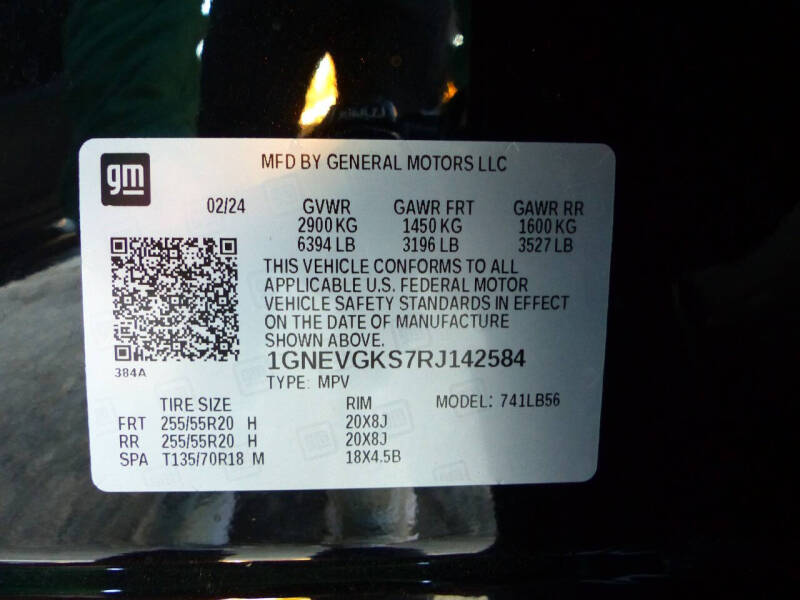 gm
MFD BY GENERAL MOTORS LLC
02/24 GVWR GAWR FRT GAWR RR
2900 KG 1450 KG 1600 KG
6394 LB 3196 LB 3527 LB
THIS VEHICLE CONFORMS TO ALL
APPLICABLE U.S. FEDERAL MOTOR
VEHICLE SAFETY STANDARDS IN EFFECT
ON THE DATE OF MANUFACTURE
SHOWN ABOVE.
1GNEVGKS7RJ142584
384A
TYPE: MPV
TIRE SIZE RIM MODEL: 741LB56
FRT 255/55R20 H 20X8J
RR 255/55R20 H 20X8J
SPA T135/70R18 M 18X4.5B